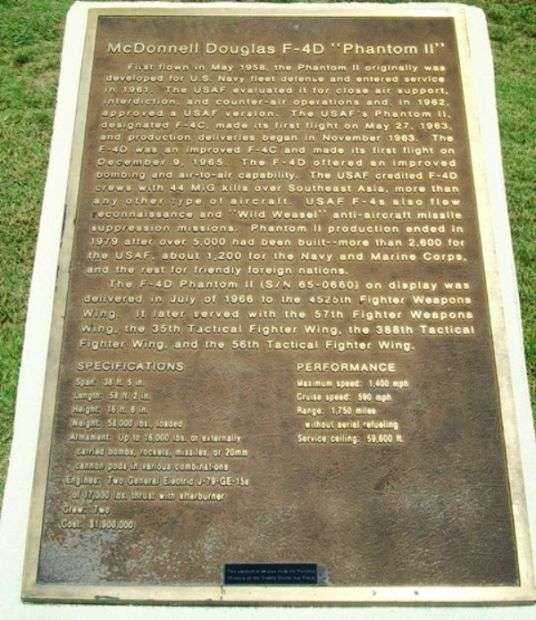 McDonnell Douglas F-4D "Phantom II"
First flown in May 1958, the Phantom II originally was
developed for U.S. Navy fleet defense and entered service
in 1961. The USAF evaluated it for close air support,
interdiction, and counter-air operations and, in 1962,
approved a USAF version. The USAF's Phantom II,
designated F-4C, made its first flight on May 27, 1963,
and production deliveries began in November 1963. The
F-4D was an improved F-4C and made its first flight on
December 9, 1965. The F-4D offered an improved
bombing and air-to-air capability. The USAF credited F-4D
crews with 44 MiG kills over Southeast Asia, more than
any other type of aircraft. USAF F-4s also flew
reconnaissance and "Wild Weasel" anti-aircraft missile
suppression missions. Phantom II production ended in
1979 after over 5,000 had been built--more than 2,600 for
the USAF, about 1,200 for the Navy and Marine Corps,
and the rest for friendly foreign nations.
The F-4D Phantom II (S/N 65-0660) on display was
delivered in July of 1966 to the 4525th Fighter Weapons
Wing. It later served with the 57th Fighter Weapons
Wing, the 35th Tactical Fighter Wing, the 388th Tactical
Fighter Wing, and the 56th Tactical Fighter Wing.
SPECIFICATIONS
Span: 38 ft. 5 in.
Length: 58 ft. 2 in.
Height: 16 ft. 6 in.
Weight: 58,000 lbs. loaded
Armament: Up to 16,000 lbs. of externally
carried bombs, rockets, missiles, or 20mm
cannon pods in various combinations
Engines: Two General Electric J-79-GE-15s
of 17,000 lbs. thrust with afterburner
Crew: Two
Cost: $1,900,000
PERFORMANCE
Maximum speed: 1,400 mph
Cruise speed: 590 mph
Range: 1,750 miles
without aerial refueling
Service ceiling: 59,600 ft.